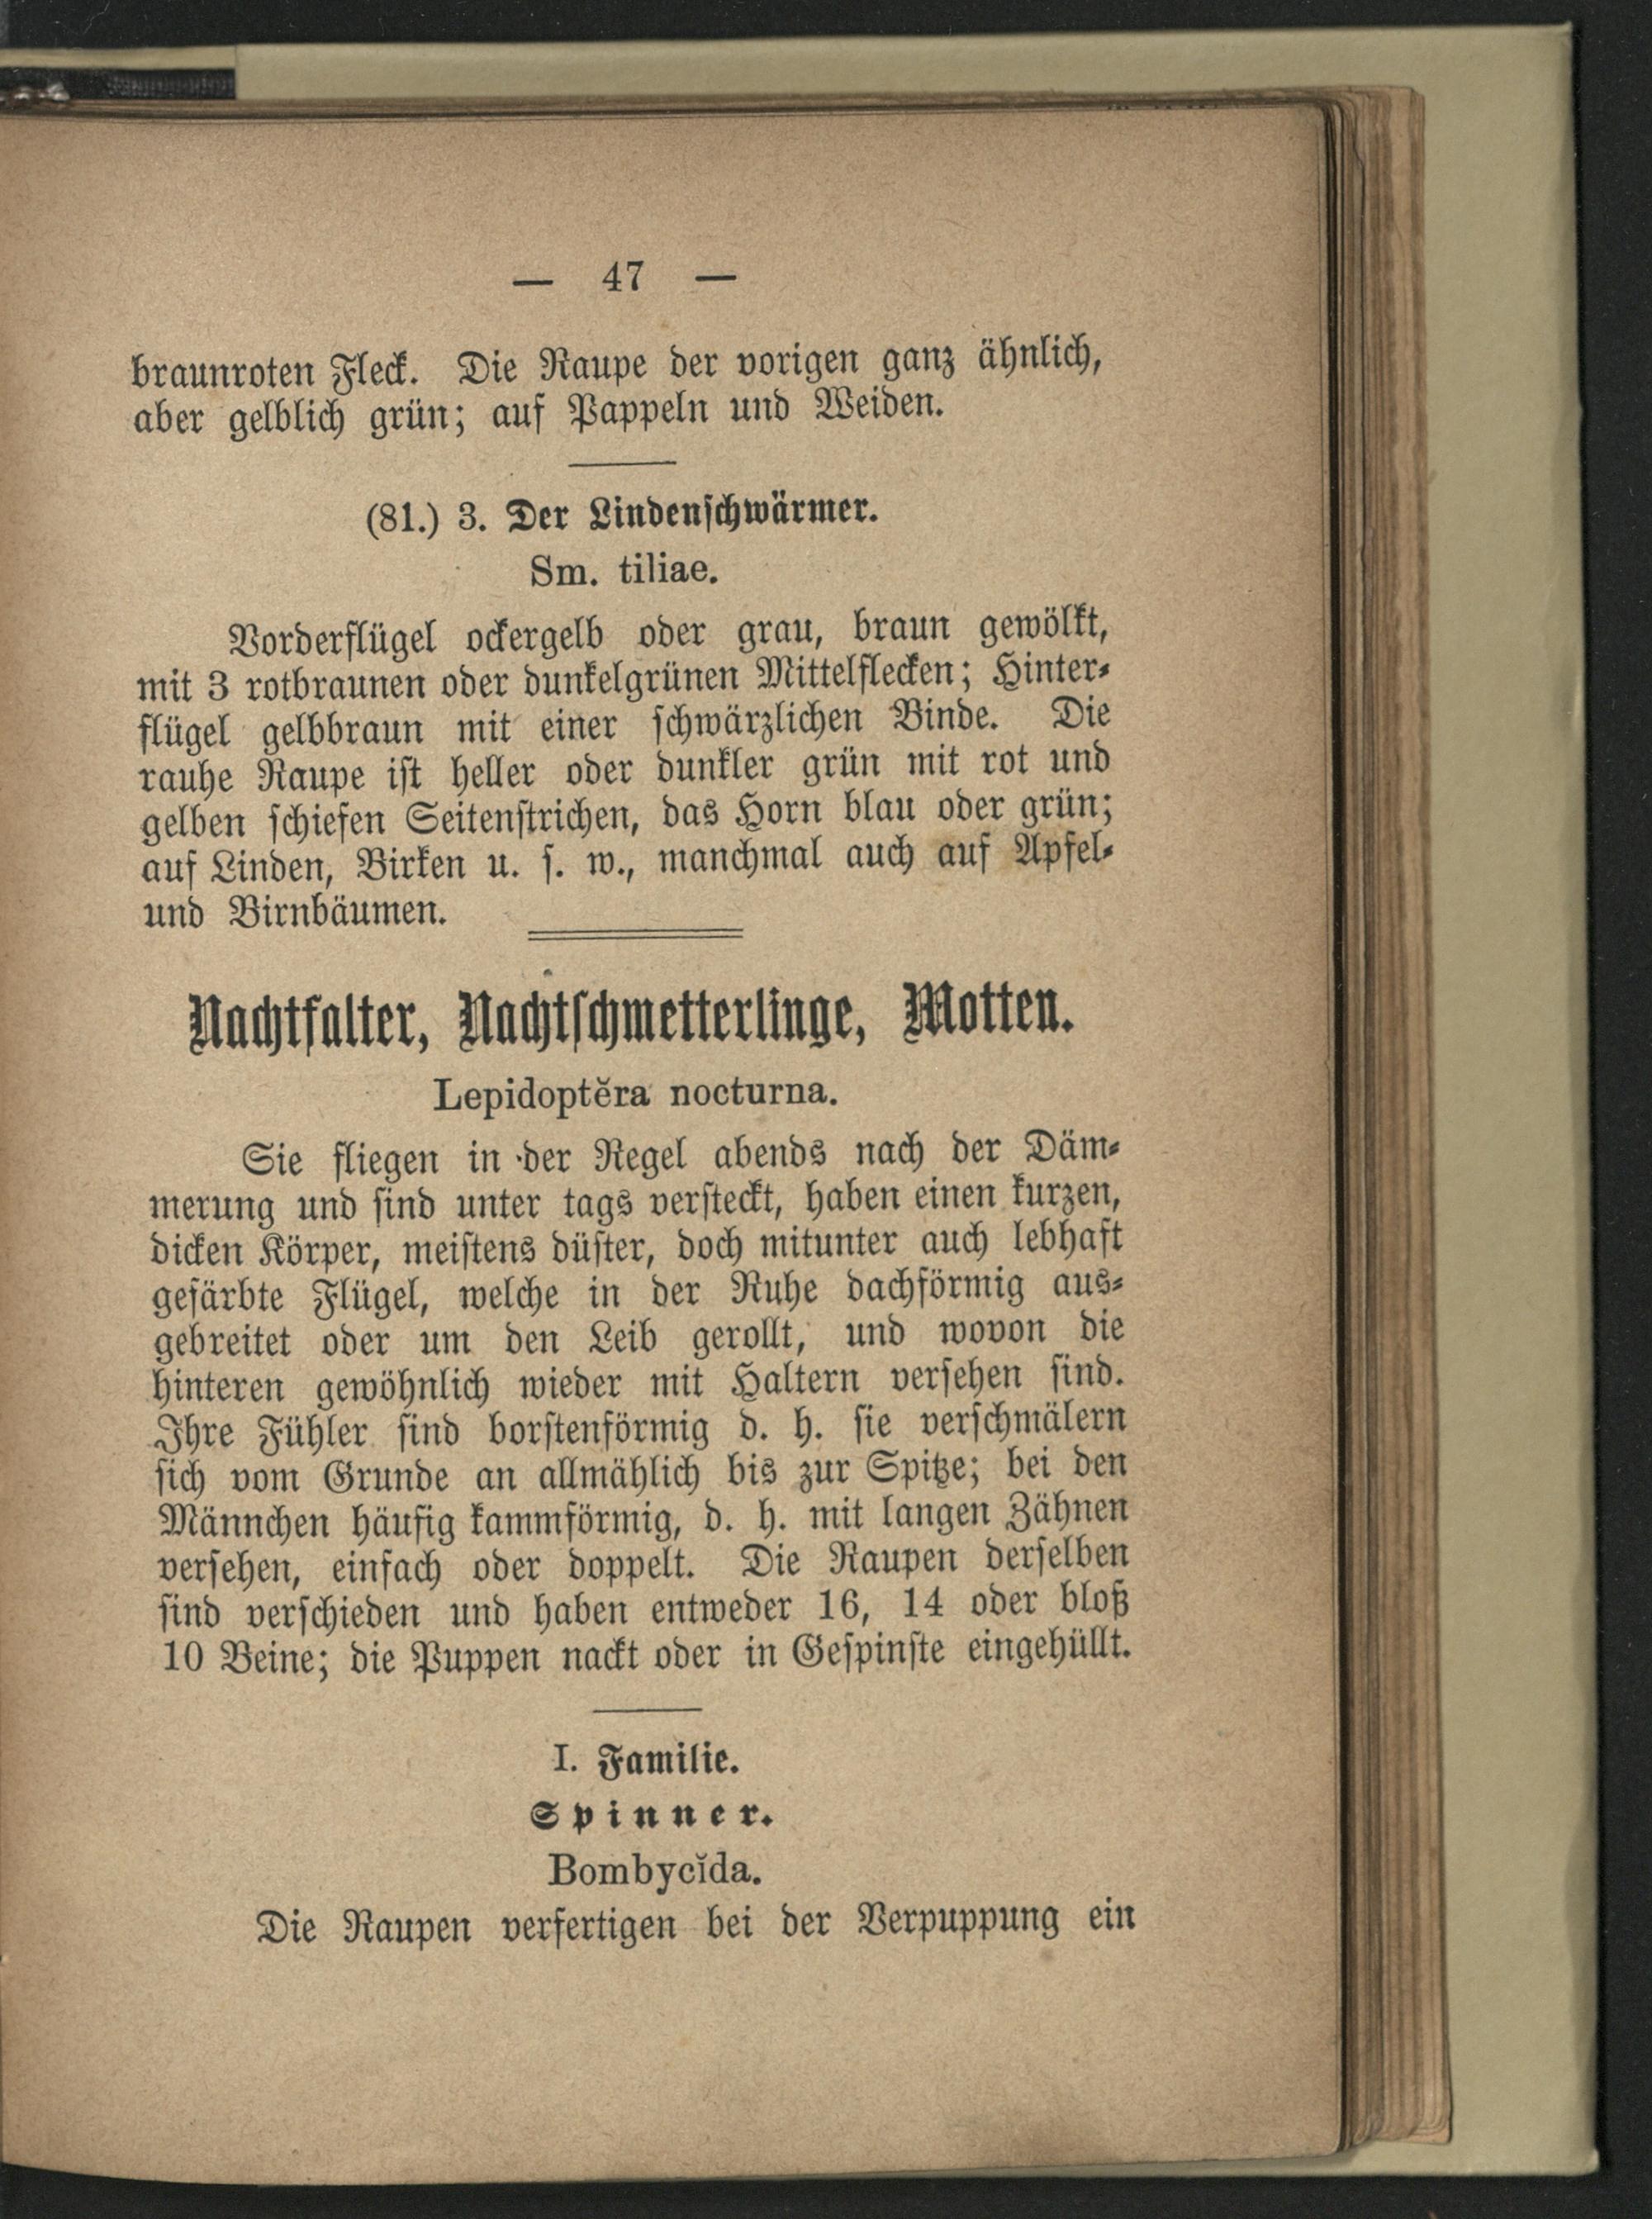 — 47 —
braunroten Fleck. Die Raupe der vorigen ganz ähnlich,
aber gelblich grün; auf Pappeln und Weiden.
(81.) 3. Der Lindenschwärmer.
Sm. tiliae.
Vorderflügel ockergelb oder grau, braun gewölkt,
mit 3 rotbraunen oder dunkelgrünen Mittelflecken; Hinter-
flügel gelbbraun mit einer schwärzlichen Binde. Die
rauhe Raupe ist heller oder dunkler grün mit rot und
gelben schiefen Seitenstrichen, das Horn blau oder grün;
auf Linden, Birken u. s. w., manchmal auch auf Apfel-
und Birnbäumen.
Nachtfalter, Nachtschmetterlinge, Motten.
Lepidoptĕra nocturna.
Sie fliegen in der Regel abends nach der Däm-
merung und sind unter tags versteckt, haben einen kurzen,
dicken Körper, meistens düster, doch mitunter auch lebhaft
gefärbte Flügel, welche in der Ruhe dachförmig aus-
gebreitet oder um den Leib gerollt, und wovon die
hinteren gewöhnlich wieder mit Haltern versehen sind.
Ihre Fühler sind borstenförmig d. h. sie verschmälern
sich vom Grunde an allmählich bis zur Spitze; bei den
Männchen häufig kammförmig, d. h. mit langen Zähnen
versehen, einfach oder doppelt. Die Raupen derselben
sind verschieden und haben entweder 16, 14 oder bloß
10 Beine; die Puppen nackt oder in Gespinste eingehüllt.
I. Familie.
Spinner.
Bombycĭda.
Die Raupen verfertigen bei der Verpuppung ein